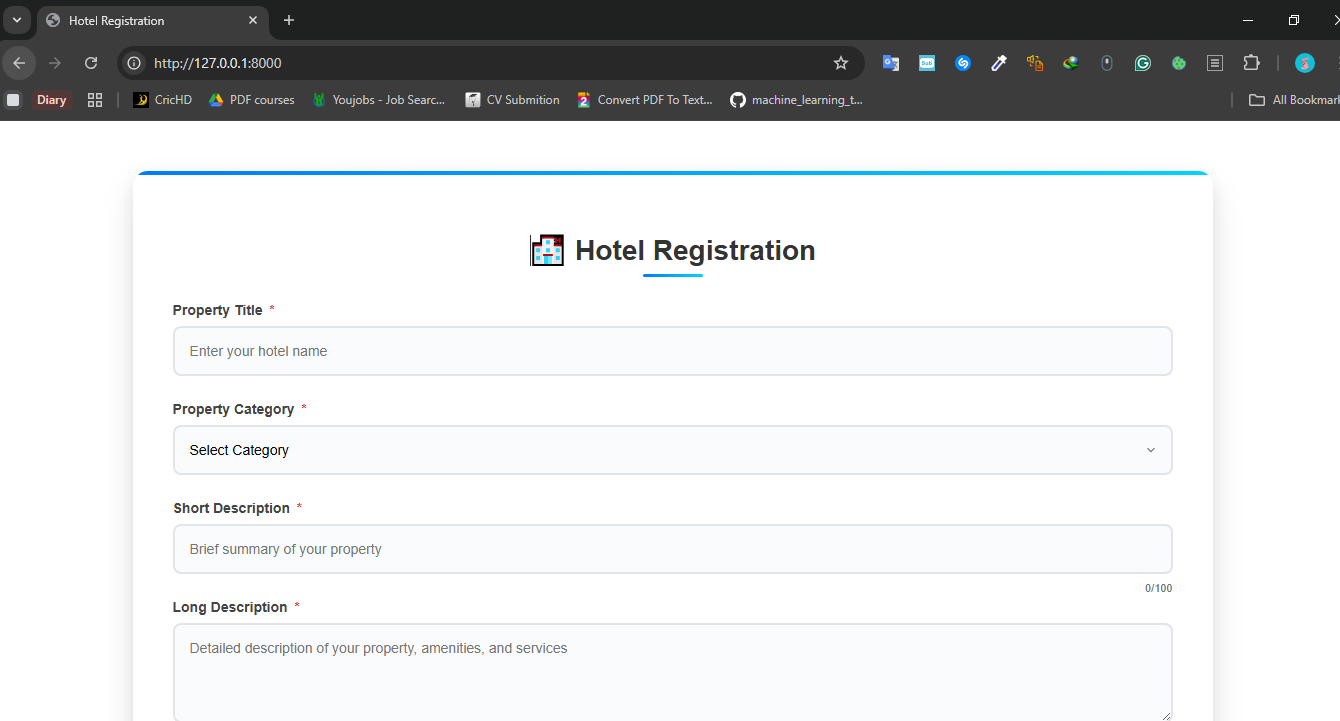 Hotel Registration
http://127.0.0.1:8000
Diary
CricHD
PDF courses
Youjobs - Job Searc...
CV Submition
Convert PDF To Text...
machine_learning_t...
All Bookmark
Hotel Registration
Property Title *
Enter your hotel name
Property Category *
Select Category
Short Description *
Brief summary of your property
0/100
Long Description *
Detailed description of your property, amenities, and services